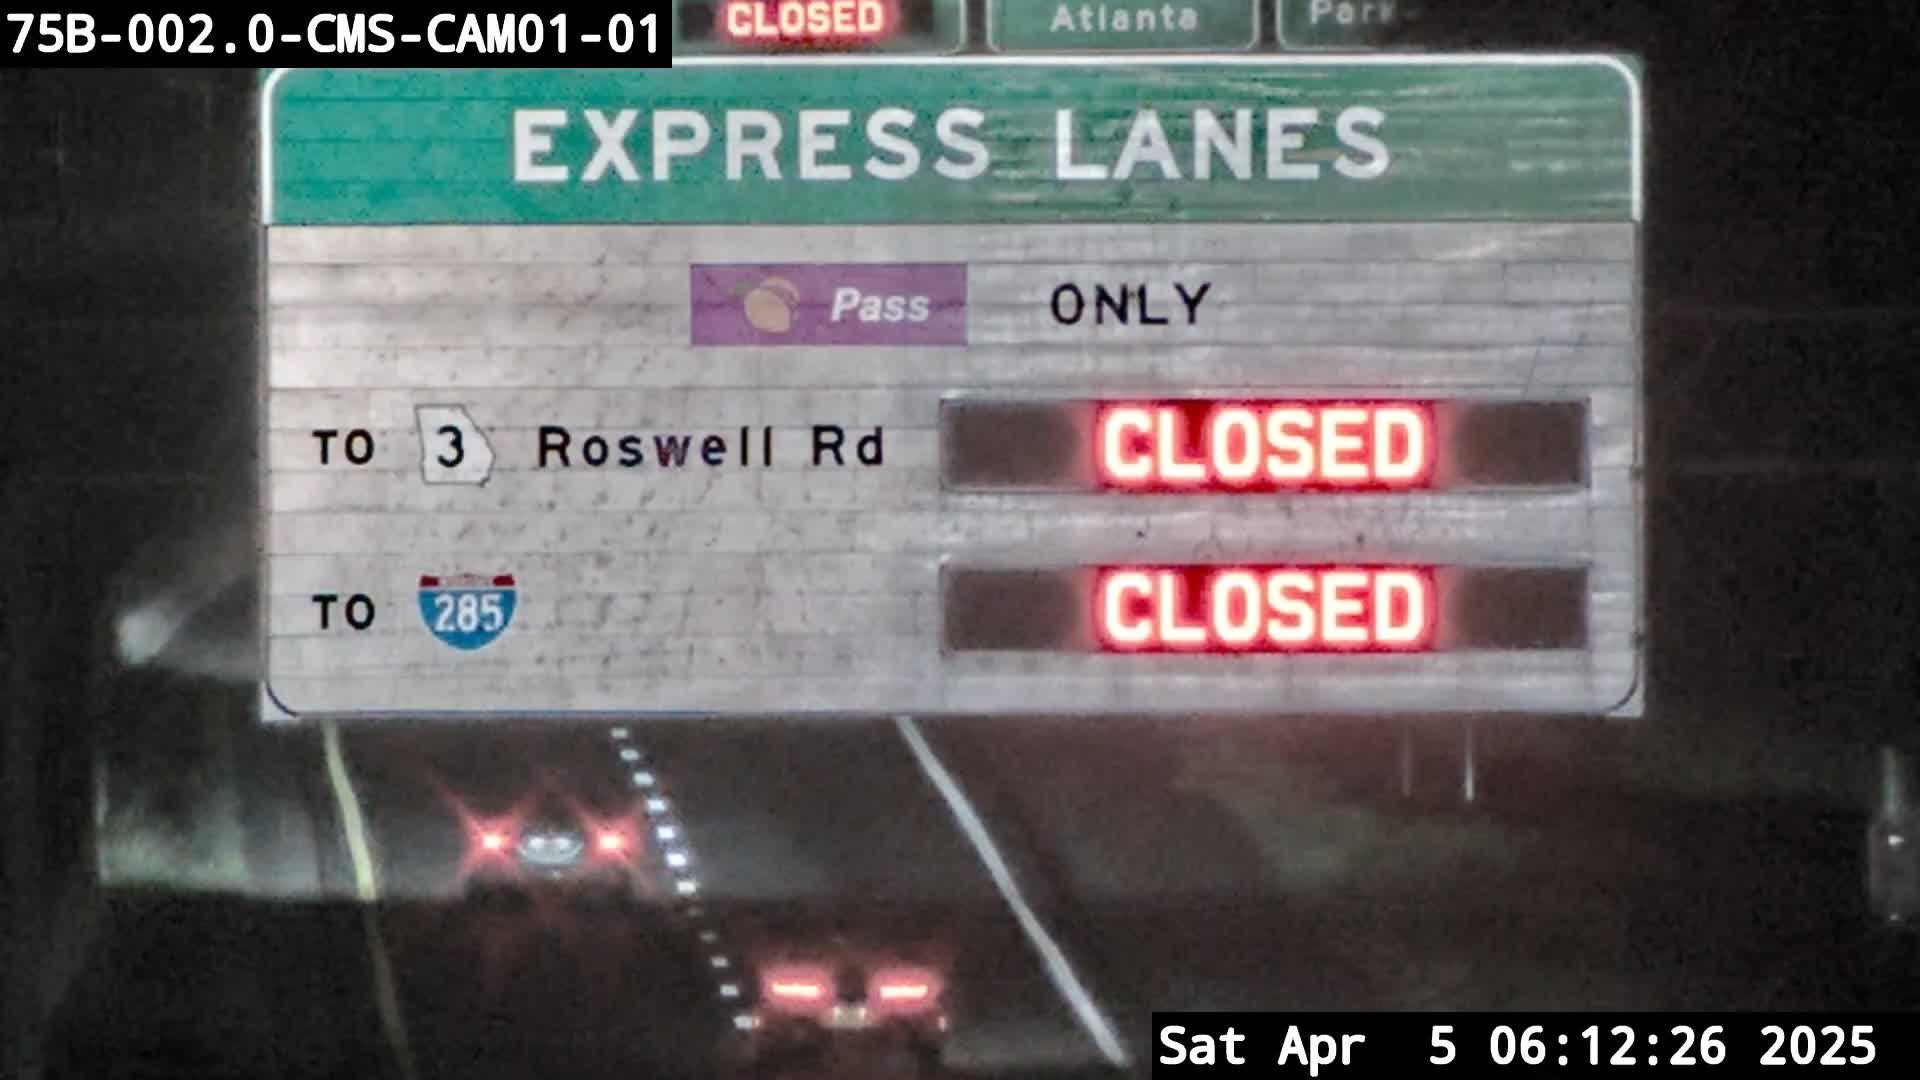 75B-002.0-CMS-CAM01-01
CLOSED
Atlanta
Park
EXPRESS LANES
Pass ONLY
TO 3 Roswell Rd CLOSED
TO 285 CLOSED
Sat Apr 5 06:12:26 2025